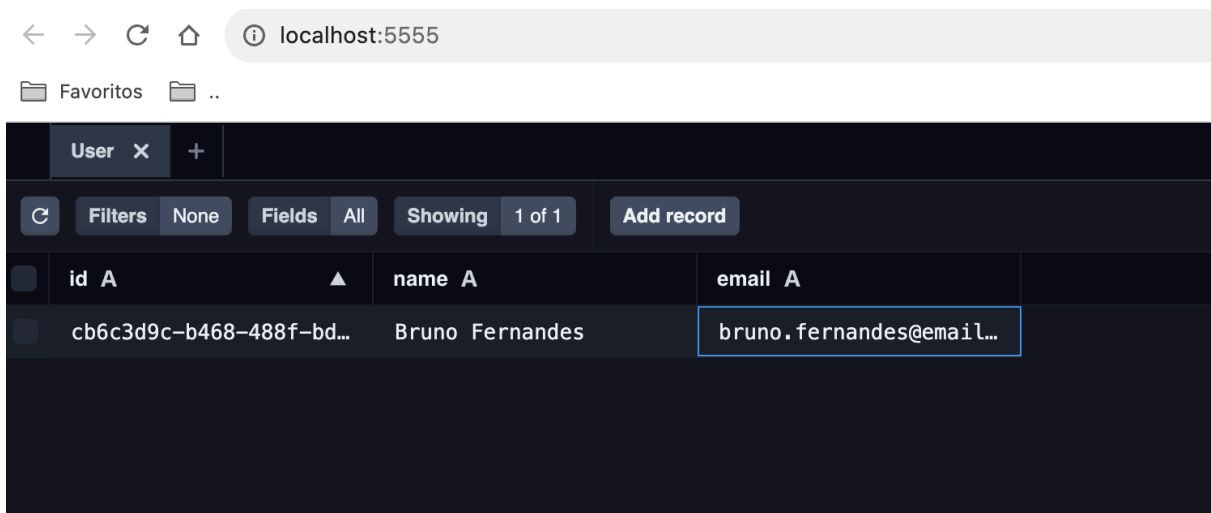 localhost:5555
Favoritos ..
User
Filters None Fields All Showing 1 of 1 Add record
id A name A email A
cb6c3d9c-b468-488f-bd… Bruno Fernandes bruno.fernandes@email…